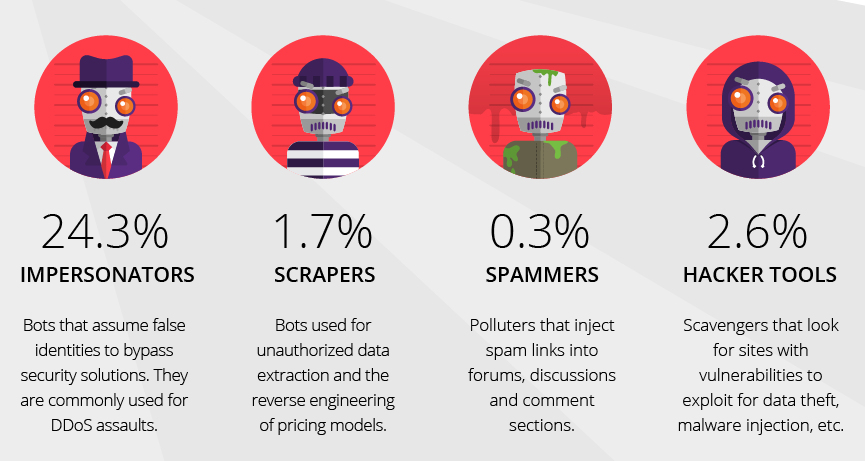 24.3%
IMPERSONATORS
Bots that assume false
identities to bypass
security solutions. They
are commonly used for
DDoS assaults.
1.7%
SCRAPERS
Bots used for
unauthorized data
extraction and the
reverse engineering
of pricing models.
0.3%
SPAMMERS
Polluters that inject
spam links into
forums, discussions
and comment
sections.
2.6%
HACKER TOOLS
Scavengers that look
for sites with
vulnerabilities to
exploit for data theft,
malware injection, etc.